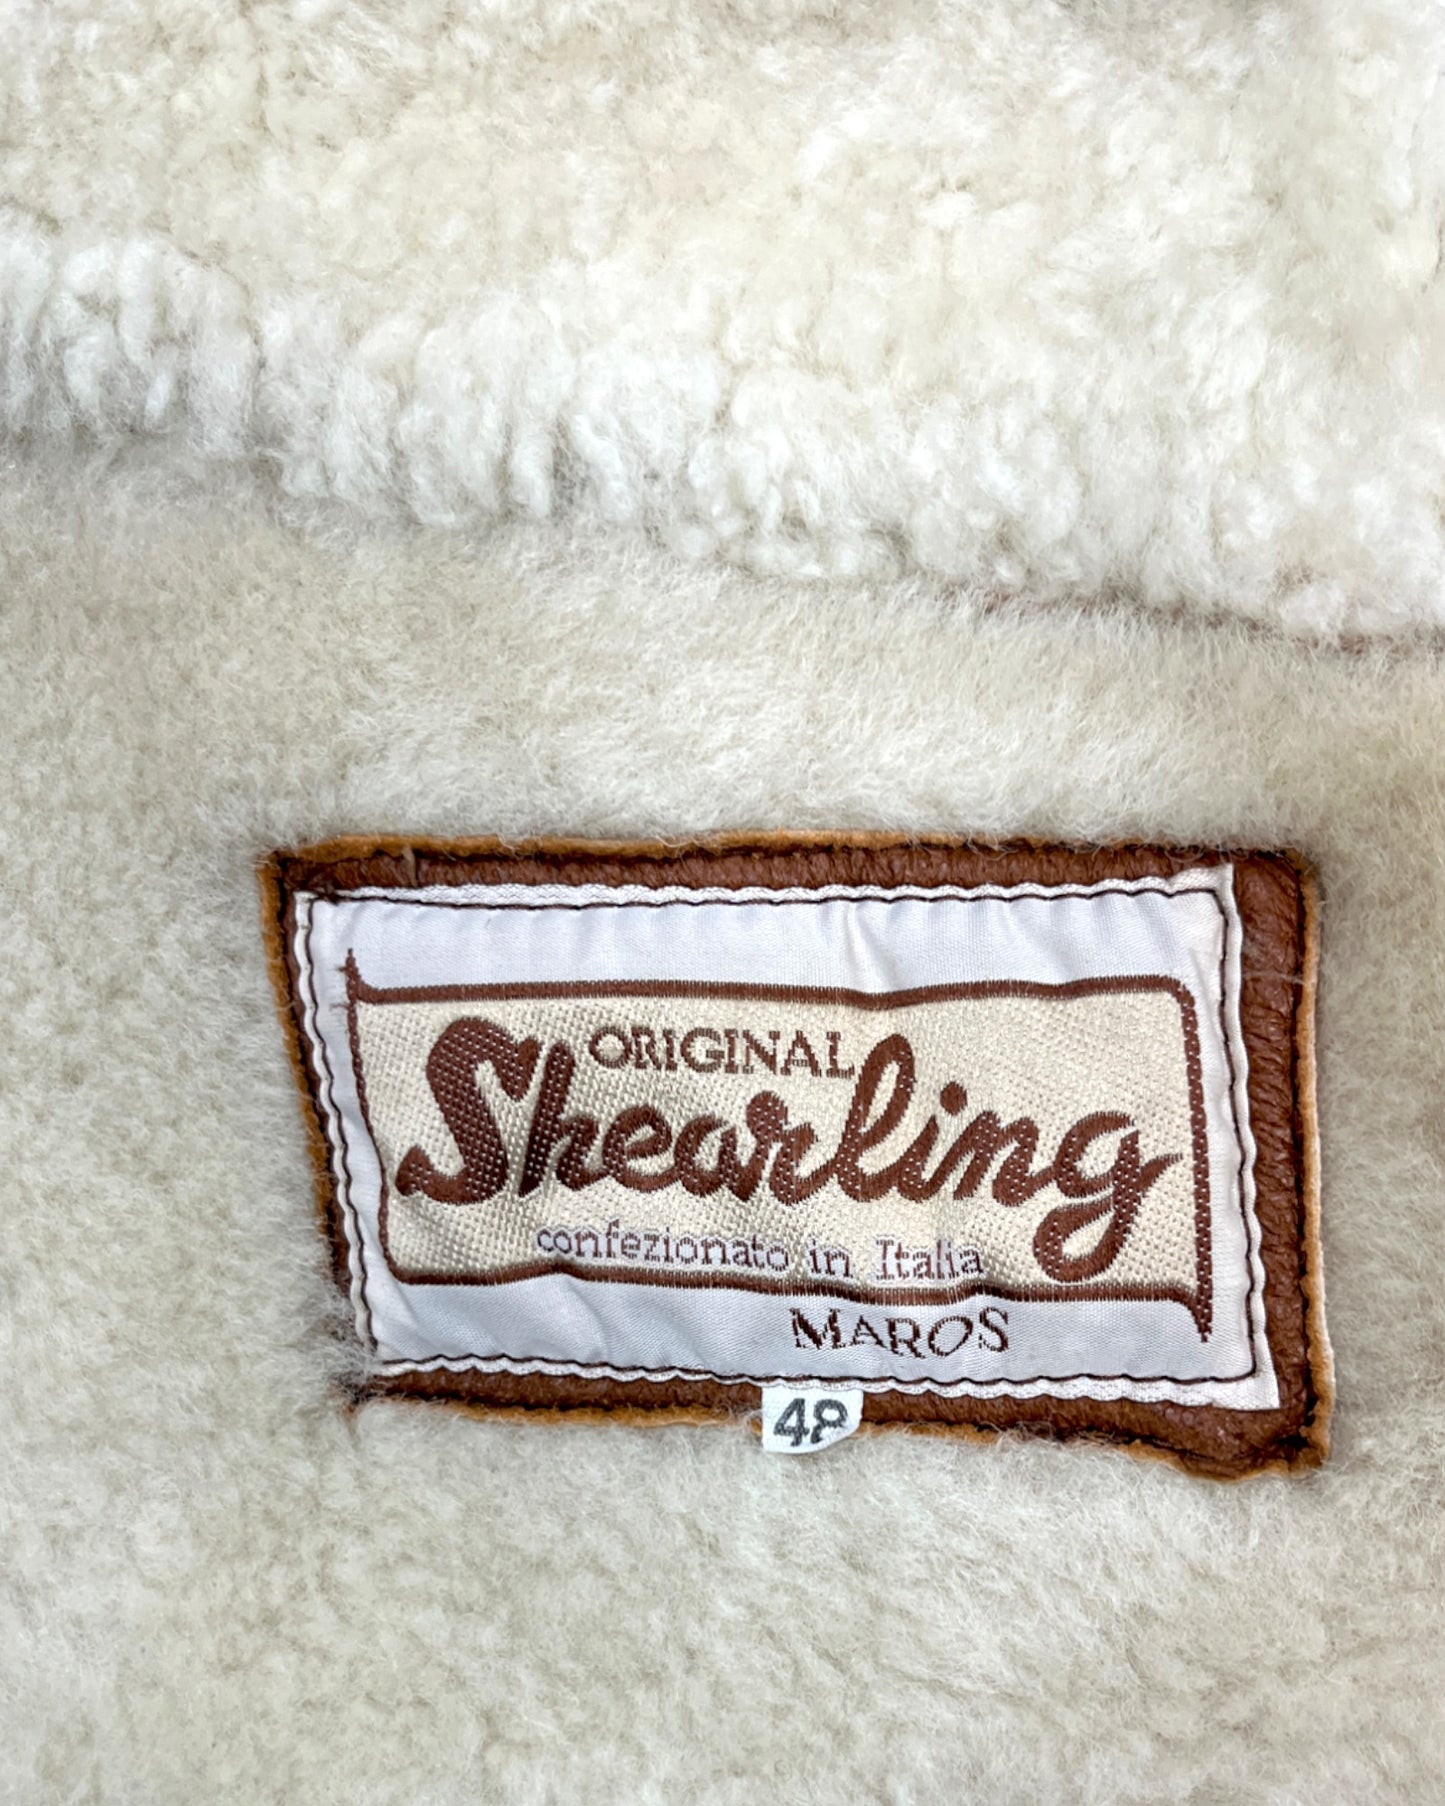 ORIGINAL
Shearling
confezionato in Italia
MAROS
48